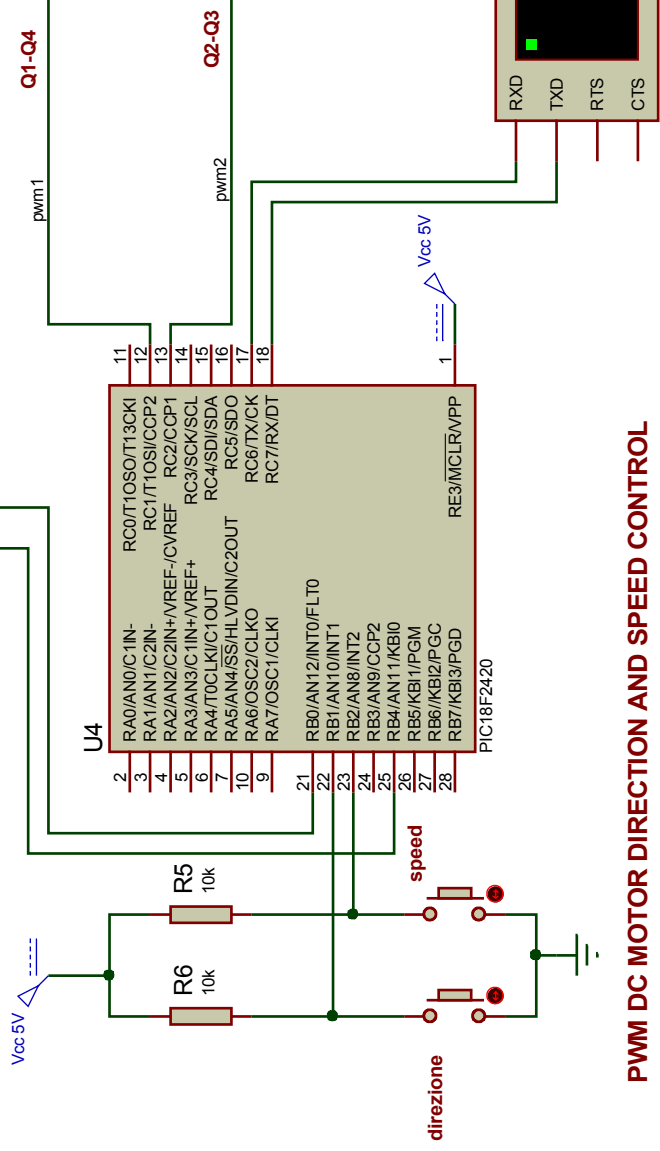 Q1-Q4
Q2-Q3
pwm1
pwm2
RXD
TXD
RTS
CTS
Vcc 5V
11
12
13
14
15
16
17
18
1
RC0/T1OSO/T13CKI
RC1/T1OSI/CCP2
RC2/CCP1
RC3/SCK/SCL
RC4/SDI/SDA
RC5/SDO
RC6/TX/CK
RC7/RX/DT
RE3/MCLR/VPP
U4
RA0/AN0/C1IN-
RA1/AN1/C2IN-
RA2/AN2/C2IN+/VREF-/CVREF
RA3/AN3/C1IN+/VREF+
RA4/T0CLKI/C1OUT
RA5/AN4/SS/HLVDIN/C2OUT
RA6/OSC2/CLKO
RA7/OSC1/CLKI
RB0/AN12/INT0/FLT0
RB1/AN10/INT1
RB2/AN8/INT2
RB3/AN9/CCP2
RB4/AN11/KBI0
RB5/KBI1/PGM
RB6//KBI2/PGC
RB7/KBI3/PGD
PIC18F2420
2
3
4
5
6
7
10
9
21
22
23
24
25
26
27
28
R5
10k
speed
R6
10k
Vcc 5V
direzione
PWM DC MOTOR DIRECTION AND SPEED CONTROL